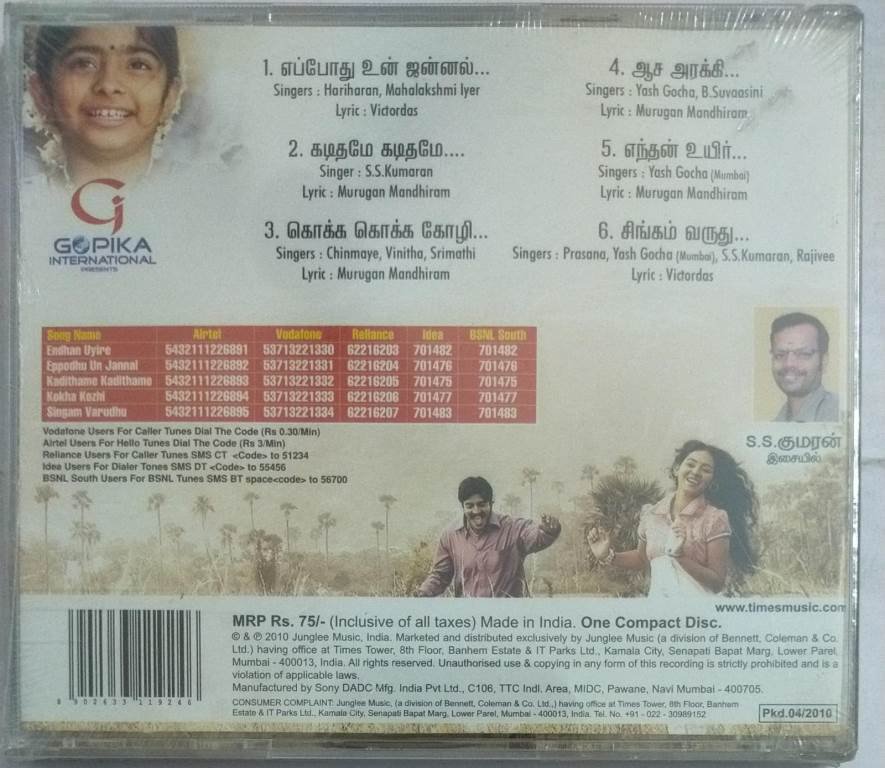 1. எப்போது உன் ஜன்னல்...
Singers : Hariharan, Mahalakshmi Iyer
Lyric : Victordas
2. கடிதமே கடிதமே....
Singer : S.S.Kumaran
Lyric : Murugan Mandhiram
3. கொக்க கொக்க கோழி...
Singers : Chinmaye, Vinitha, Srimathi
Lyric : Murugan Mandhiram
4. ஆச அரக்கி...
Singers : Yash Gocha, B.Suvaasini
Lyric : Murugan Mandhiram
5. எந்தன் உயிர்...
Singers : Yash Gocha (Mumbai)
Lyric : Murugan Mandhiram
6. சிங்கம் வருது...
Singers : Prasana, Yash Gocha (Mumbai), S.S.Kumaran, Rajivee
Lyric : Victordas
GOPIKA
INTERNATIONAL
PRESENTS
Song Name Airtel Vodafone Reliance Idea BSNL South
Endhan Uyire 5432111226891 53713221330 62216203 701482 701482
Eppodhu Un Jannal 5432111226892 53713221331 62216204 701476 701476
Kadithame Kadithame 5432111226893 53713221332 62216205 701475 701475
Kokha Kozhi 5432111226894 53713221333 62216206 701477 701477
Singam Varudhu 5432111226895 53713221334 62216207 701483 701483
Vodafone Users For Caller Tunes Dial The Code (Rs 0.30/Min)
Airtel Users For Hello Tunes Dial The Code (Rs 3/Min)
Reliance Users For Caller Tunes SMS CT <Code> to 51234
Idea Users For Dialer Tones SMS DT <Code> to 55456
BSNL South Users For BSNL Tunes SMS BT space<code> to 56700
S.S.குமரன்
இசையில்
www.timesmusic.com
MRP Rs. 75/- (Inclusive of all taxes) Made in India. One Compact Disc.
© & ℗ 2010 Junglee Music, India. Marketed and distributed exclusively by Junglee Music (a division of Bennett, Coleman & Co.
Ltd.) having office at Times Tower, 8th Floor, Banhem Estate & IT Parks Ltd., Kamala City, Senapati Bapat Marg, Lower Parel,
Mumbai - 400013, India. All rights reserved. Unauthorised use & copying in any form of this recording is strictly prohibited and is a
violation of applicable laws.
Manufactured by Sony DADC Mfg. India Pvt Ltd., C106, TTC Indl. Area, MIDC, Pawane, Navi Mumbai - 400705.
CONSUMER COMPLAINT: Junglee Music, (a division of Bennett, Coleman & Co. Ltd.,) having office at Times Tower, 8th Floor, Banhem
Estate & IT Parks Ltd., Kamala City, Senapati Bapat Marg, Lower Parel, Mumbai - 400013, India. Tel. No. +91 - 022 - 30989152
Pkd.04/2010
8 902633 119246